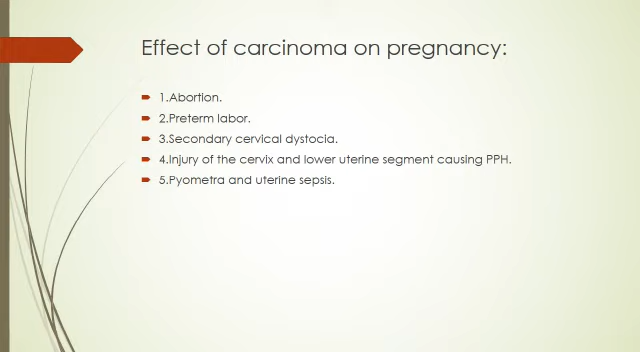 Effect of carcinoma on pregnancy:
1.Abortion.
2.Preterm labor.
3.Secondary cervical dystocia.
4.Injury of the cervix and lower uterine segment causing PPH.
5.Pyometra and uterine sepsis.